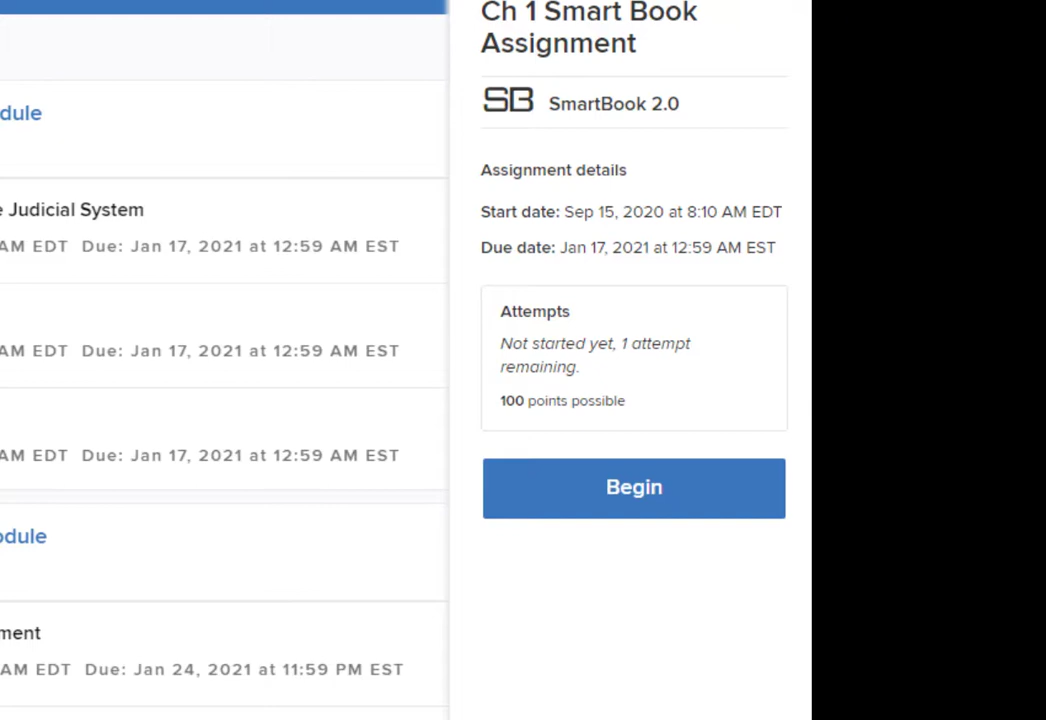 dule
e Judicial System
AM EDT Due: Jan 17, 2021 at 12:59 AM EST
AM EDT Due: Jan 17, 2021 at 12:59 AM EST
AM EDT Due: Jan 17, 2021 at 12:59 AM EST
odule
ment
AM EDT Due: Jan 24, 2021 at 11:59 PM EST
Ch 1 Smart Book
Assignment
SB SmartBook 2.0
Assignment details
Start date: Sep 15, 2020 at 8:10 AM EDT
Due date: Jan 17, 2021 at 12:59 AM EST
Attempts
Not started yet, 1 attempt
remaining.
100 points possible
Begin